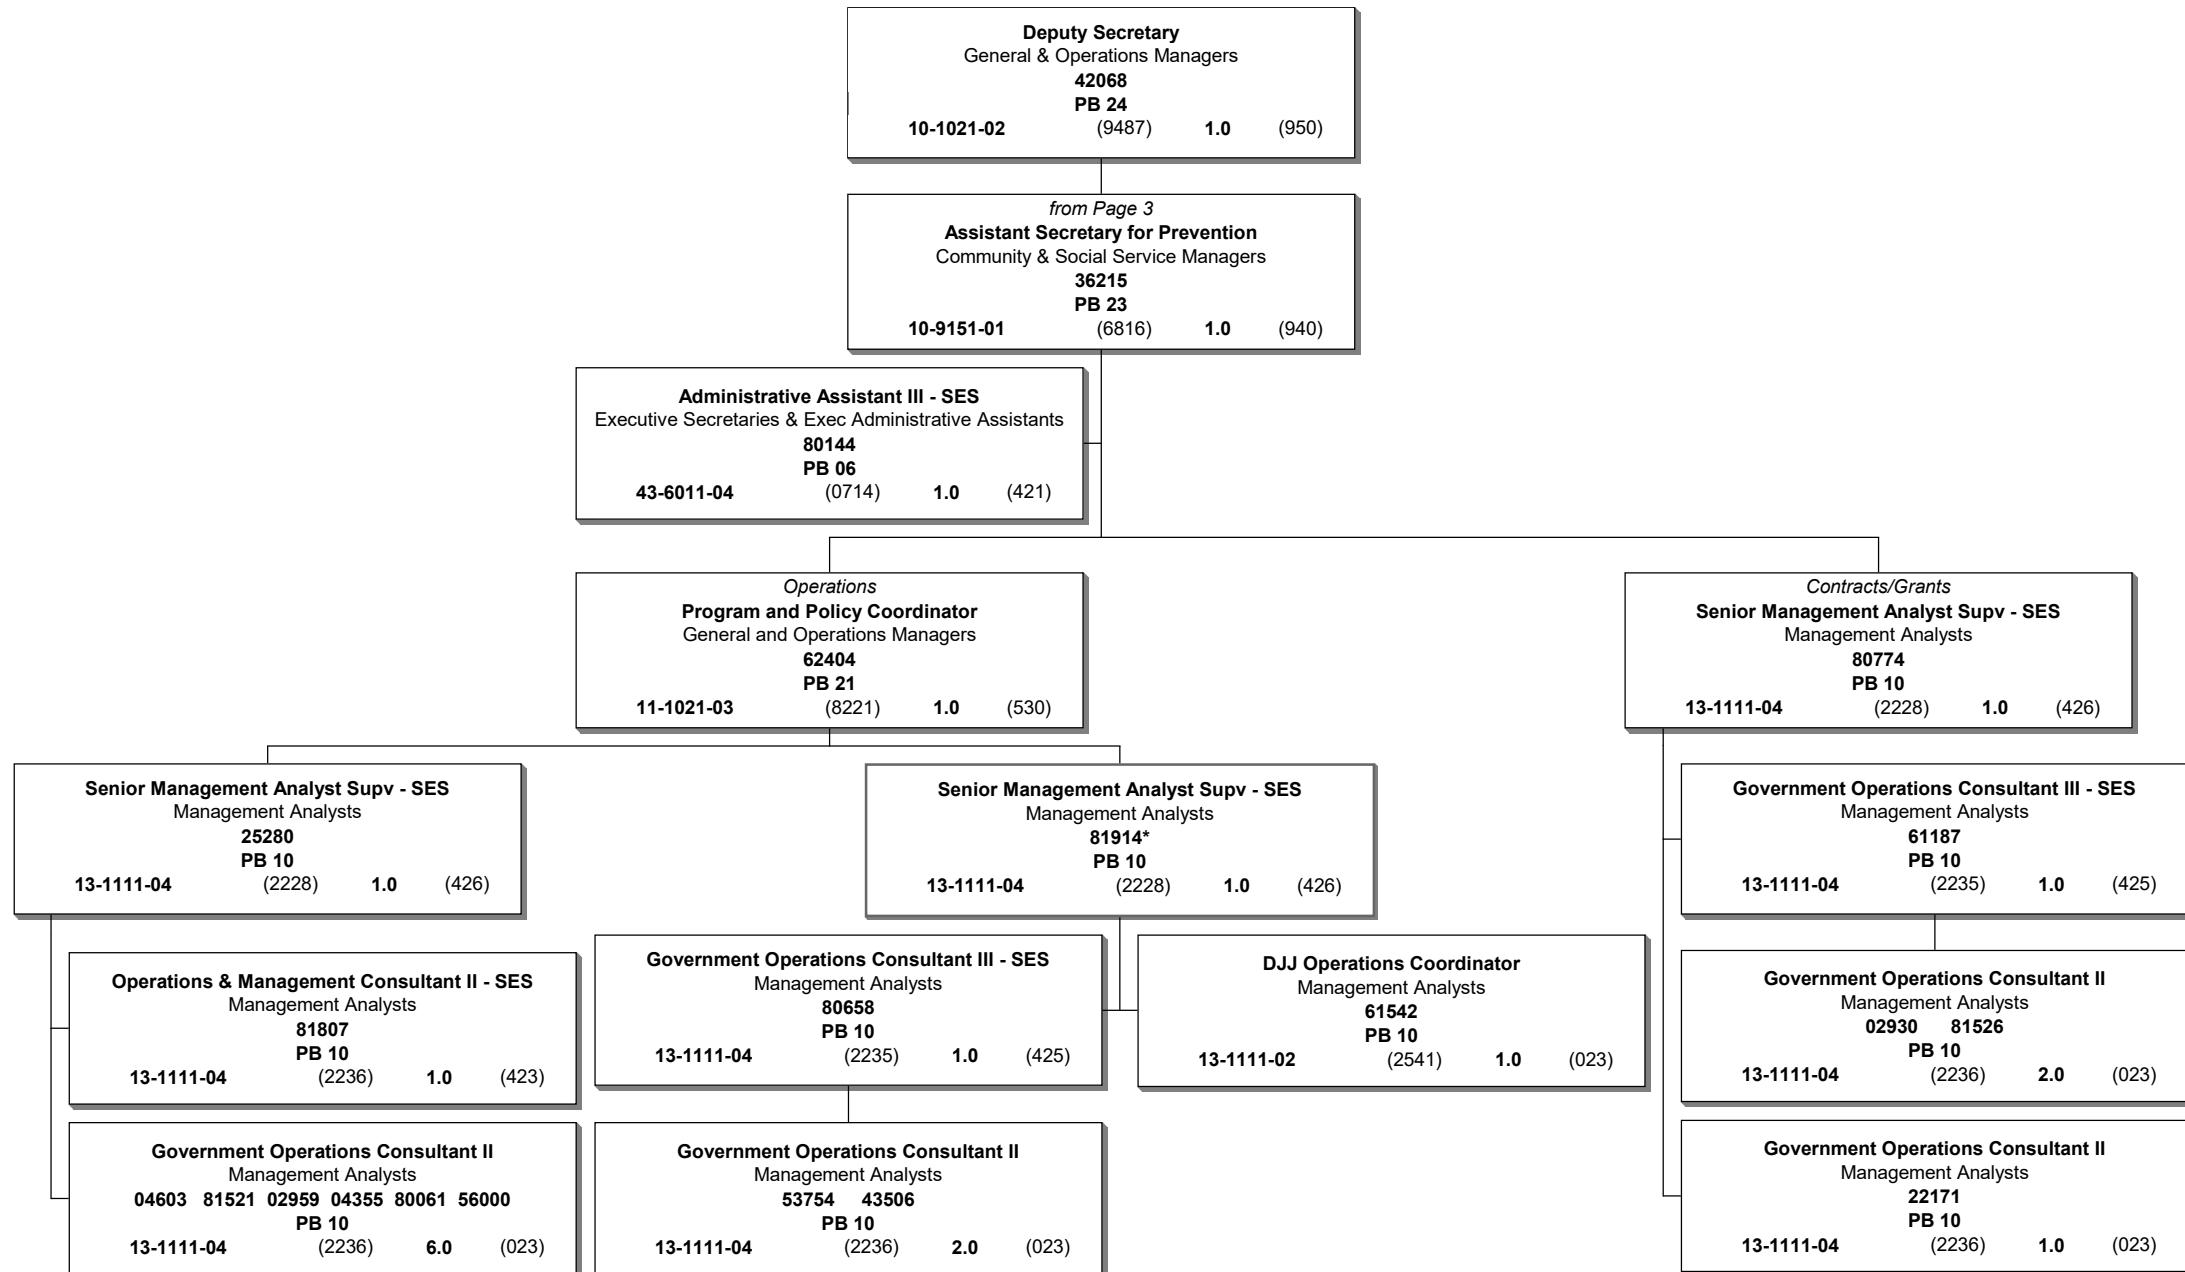 Deputy Secretary
General & Operations Managers
42068
PB 24
10-1021-02 (9487) 1.0 (950)
from Page 3
Assistant Secretary for Prevention
Community & Social Service Managers
36215
PB 23
10-9151-01 (6816) 1.0 (940)
Administrative Assistant III - SES
Executive Secretaries & Exec Administrative Assistants
80144
PB 06
43-6011-04 (0714) 1.0 (421)
Operations
Program and Policy Coordinator
General and Operations Managers
62404
PB 21
11-1021-03 (8221) 1.0 (530)
Contracts/Grants
Senior Management Analyst Supv - SES
Management Analysts
80774
PB 10
13-1111-04 (2228) 1.0 (426)
Senior Management Analyst Supv - SES
Management Analysts
25280
PB 10
13-1111-04 (2228) 1.0 (426)
Senior Management Analyst Supv - SES
Management Analysts
81914*
PB 10
13-1111-04 (2228) 1.0 (426)
Government Operations Consultant III - SES
Management Analysts
61187
PB 10
13-1111-04 (2235) 1.0 (425)
Operations & Management Consultant II - SES
Management Analysts
81807
PB 10
13-1111-04 (2236) 1.0 (423)
Government Operations Consultant III - SES
Management Analysts
80658
PB 10
13-1111-04 (2235) 1.0 (425)
DJJ Operations Coordinator
Management Analysts
61542
PB 10
13-1111-02 (2541) 1.0 (023)
Government Operations Consultant II
Management Analysts
02930 81526
PB 10
13-1111-04 (2236) 2.0 (023)
Government Operations Consultant II
Management Analysts
04603 81521 02959 04355 80061 56000
PB 10
13-1111-04 (2236) 6.0 (023)
Government Operations Consultant II
Management Analysts
53754 43506
PB 10
13-1111-04 (2236) 2.0 (023)
Government Operations Consultant II
Management Analysts
22171
PB 10
13-1111-04 (2236) 1.0 (023)